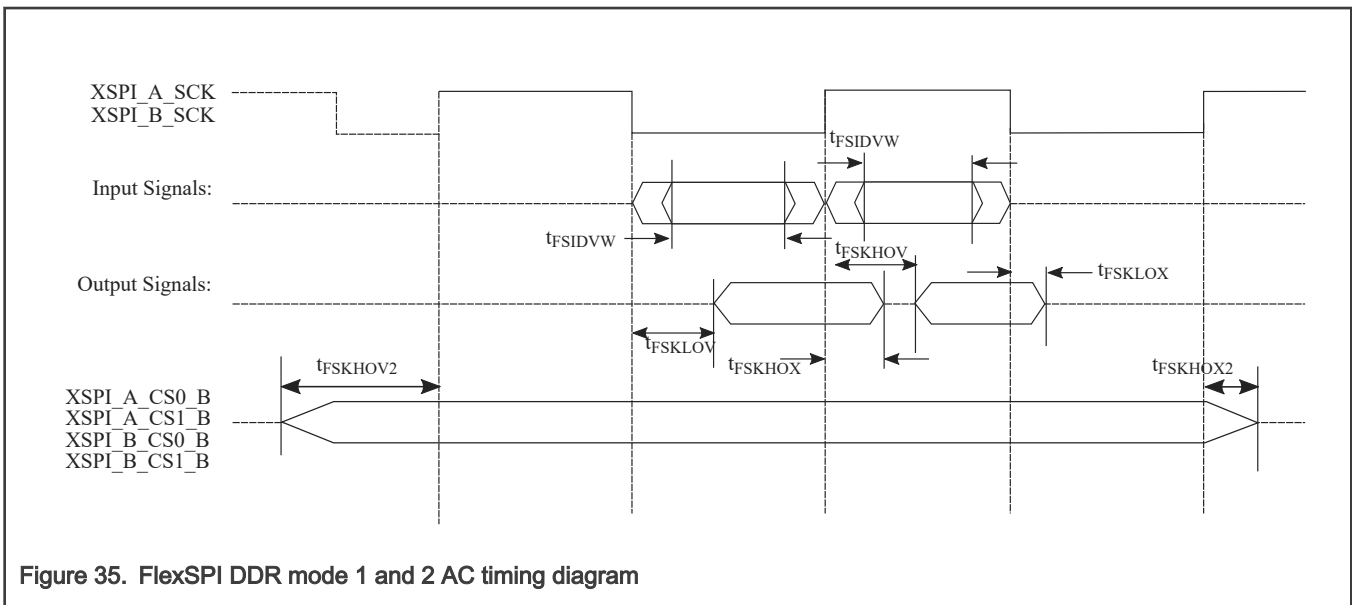 XSPI_A_SCK
XSPI_B_SCK
tFSIDVW
Input Signals:
tFSIDVW
tFSKHOV
Output Signals:
tFSKLOX
tFSKLOV
tFSKHOX
tFSKHOV2
tFSKHOX2
XSPI_A_CS0_B
XSPI_A_CS1_B
XSPI_B_CS0_B
XSPI_B_CS1_B
Figure 35. FlexSPI DDR mode 1 and 2 AC timing diagram